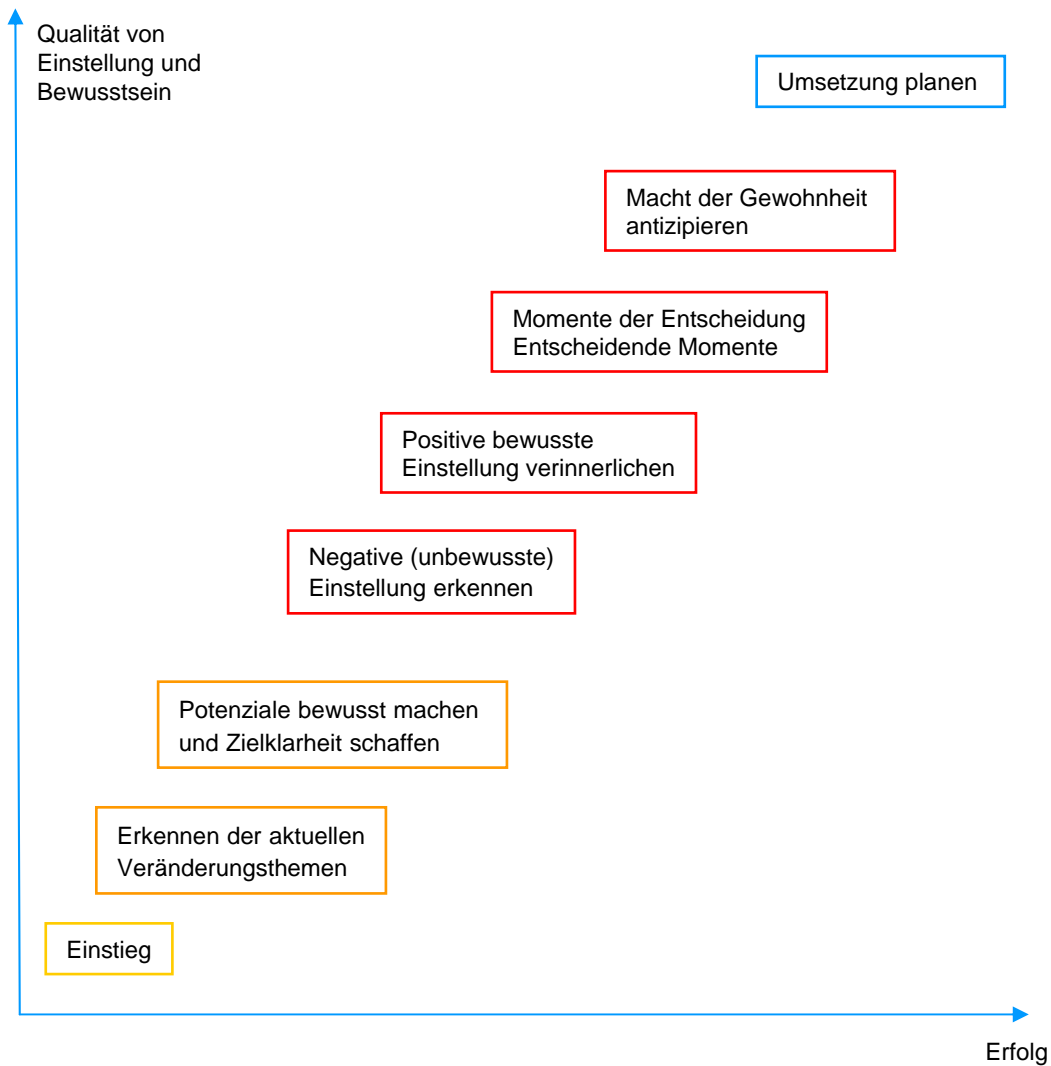 Qualität von
Einstellung und
Bewusstsein
Umsetzung planen
Macht der Gewohnheit
antizipieren
Momente der Entscheidung
Entscheidende Momente
Positive bewusste
Einstellung verinnerlichen
Negative (unbewusste)
Einstellung erkennen
Potenziale bewusst machen
und Zielklarheit schaffen
Erkennen der aktuellen
Veränderungsthemen
Einstieg
Erfolg